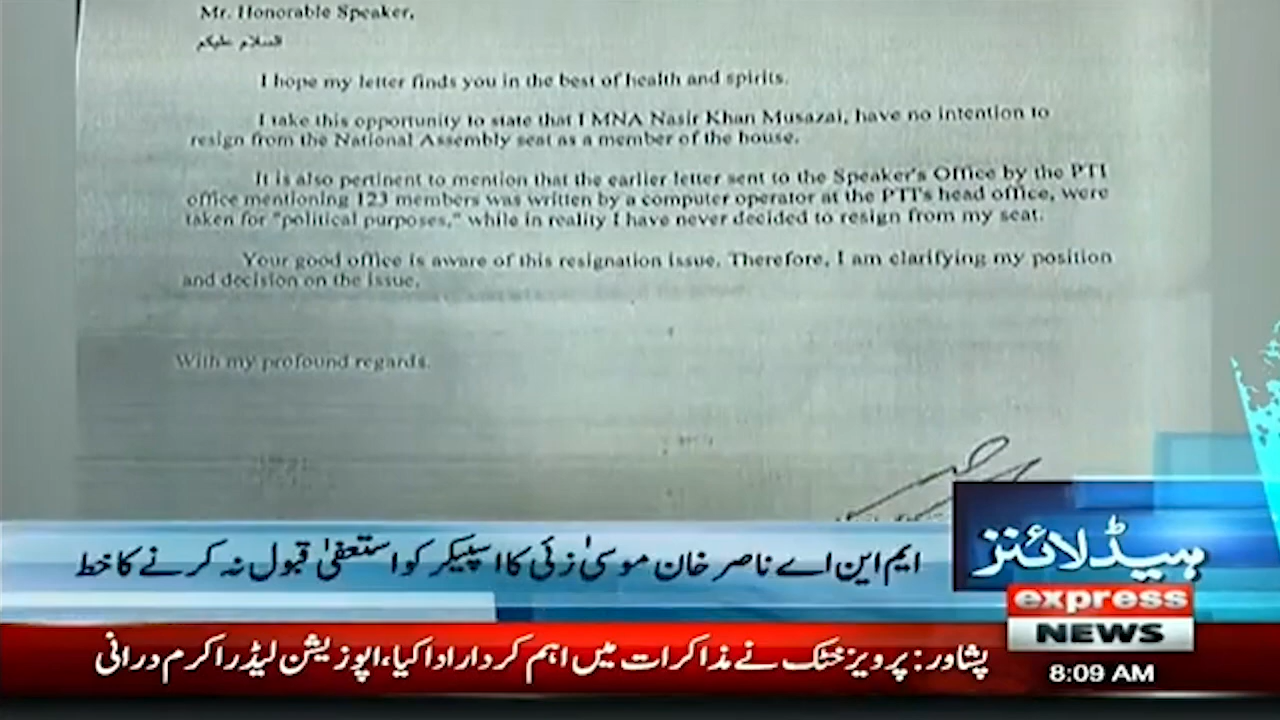 Mr. Honorable Speaker,
السلام علیکم
I hope my letter finds you in the best of health and spirits.
I take this opportunity to state that I MNA Nasir Khan Musazai, have no intention to
resign from the National Assembly seat as a member of the house.
It is also pertinent to mention that the earlier letter sent to the Speaker's Office by the PTI
office mentioning 123 members was written by a computer operator at the PTI's head office, were
taken for "political purposes," while in reality I have never decided to resign from my seat.
Your good office is aware of this resignation issue. Therefore, I am clarifying my position
and decision on the issue.
With my profound regards.
ہیڈلائنز
ایم این اے ناصر خان موسیٰ زئی کا اسپیکر کو استعفیٰ قبول نہ کرنے کا خط
express
NEWS
پشاور: پرویز خٹک نے مذاکرات میں اہم کردار ادا کیا، اپوزیشن لیڈر اکرم درانی
8:09 AM